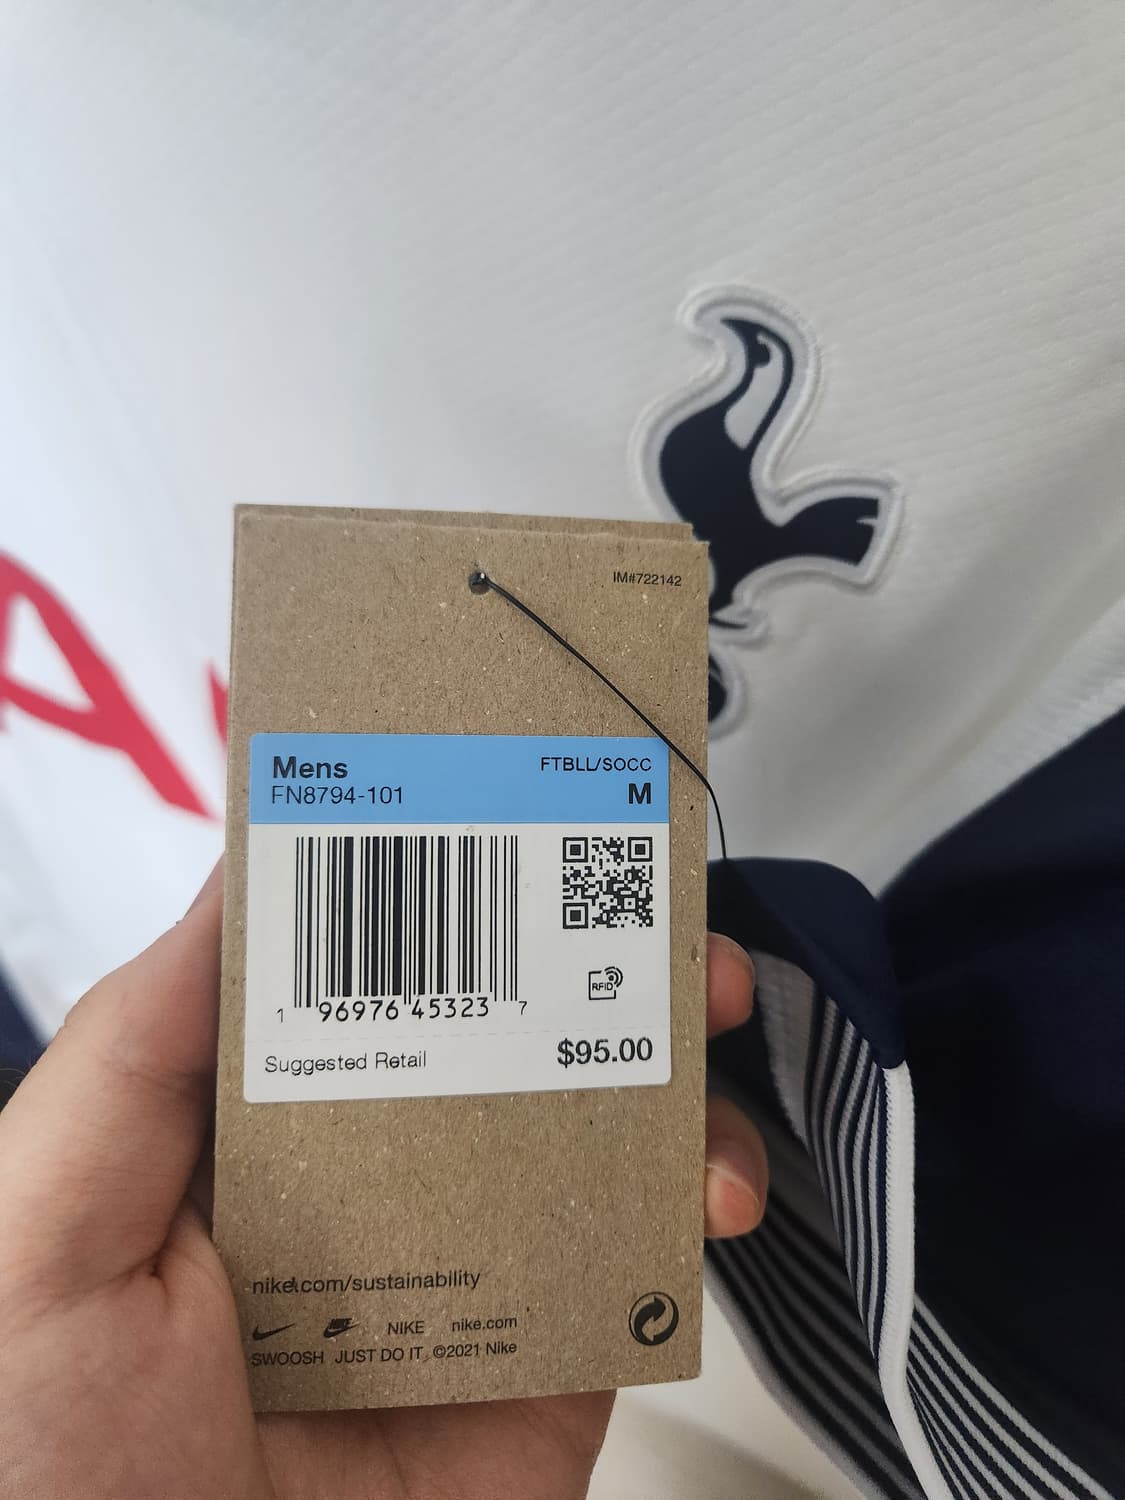 IM#722142
Mens
FTBLL/SOCC
FN8794-101
M
RFID
1 96976 45323 7
Suggested Retail
$95.00
nike.com/sustainability
NIKE nike.com
SWOOSH JUST DO IT ©2021 Nike
A